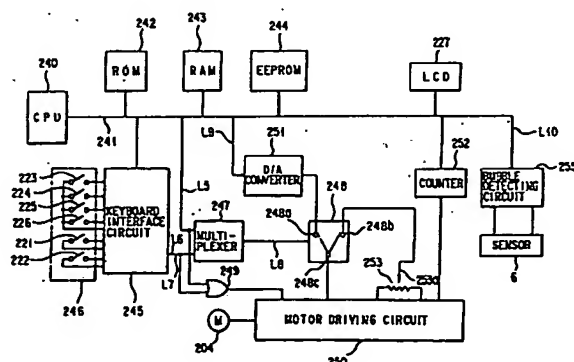 242
243
244
227
240
ROM
RAM
EEPROM
LCD
CPU
241
L9
251
252
L10
255
223
224
225
226
221
222
D/A
CONVERTER
COUNTER
BUBBLE
DETECTING
CIRCUIT
L5
247
248
248a
248b
KEYBOARD
INTERFACE
CIRCUIT
L6
MULTI-
PLEXER
L7
L8
249
248c
253
253a
SENSOR
6
246
245
M
204
MOTOR DRIVING CIRCUIT
250